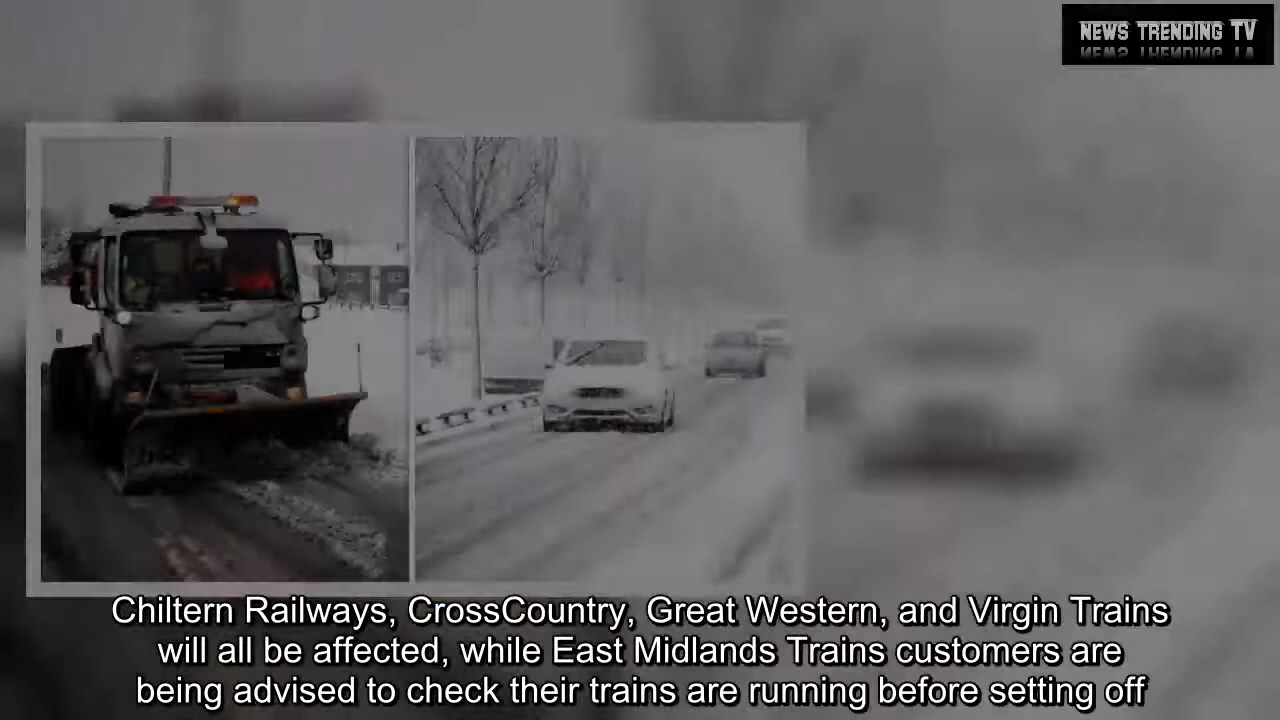 NEWS TRENDING TV
Chiltern Railways, CrossCountry, Great Western, and Virgin Trains
will all be affected, while East Midlands Trains customers are
being advised to check their trains are running before setting off